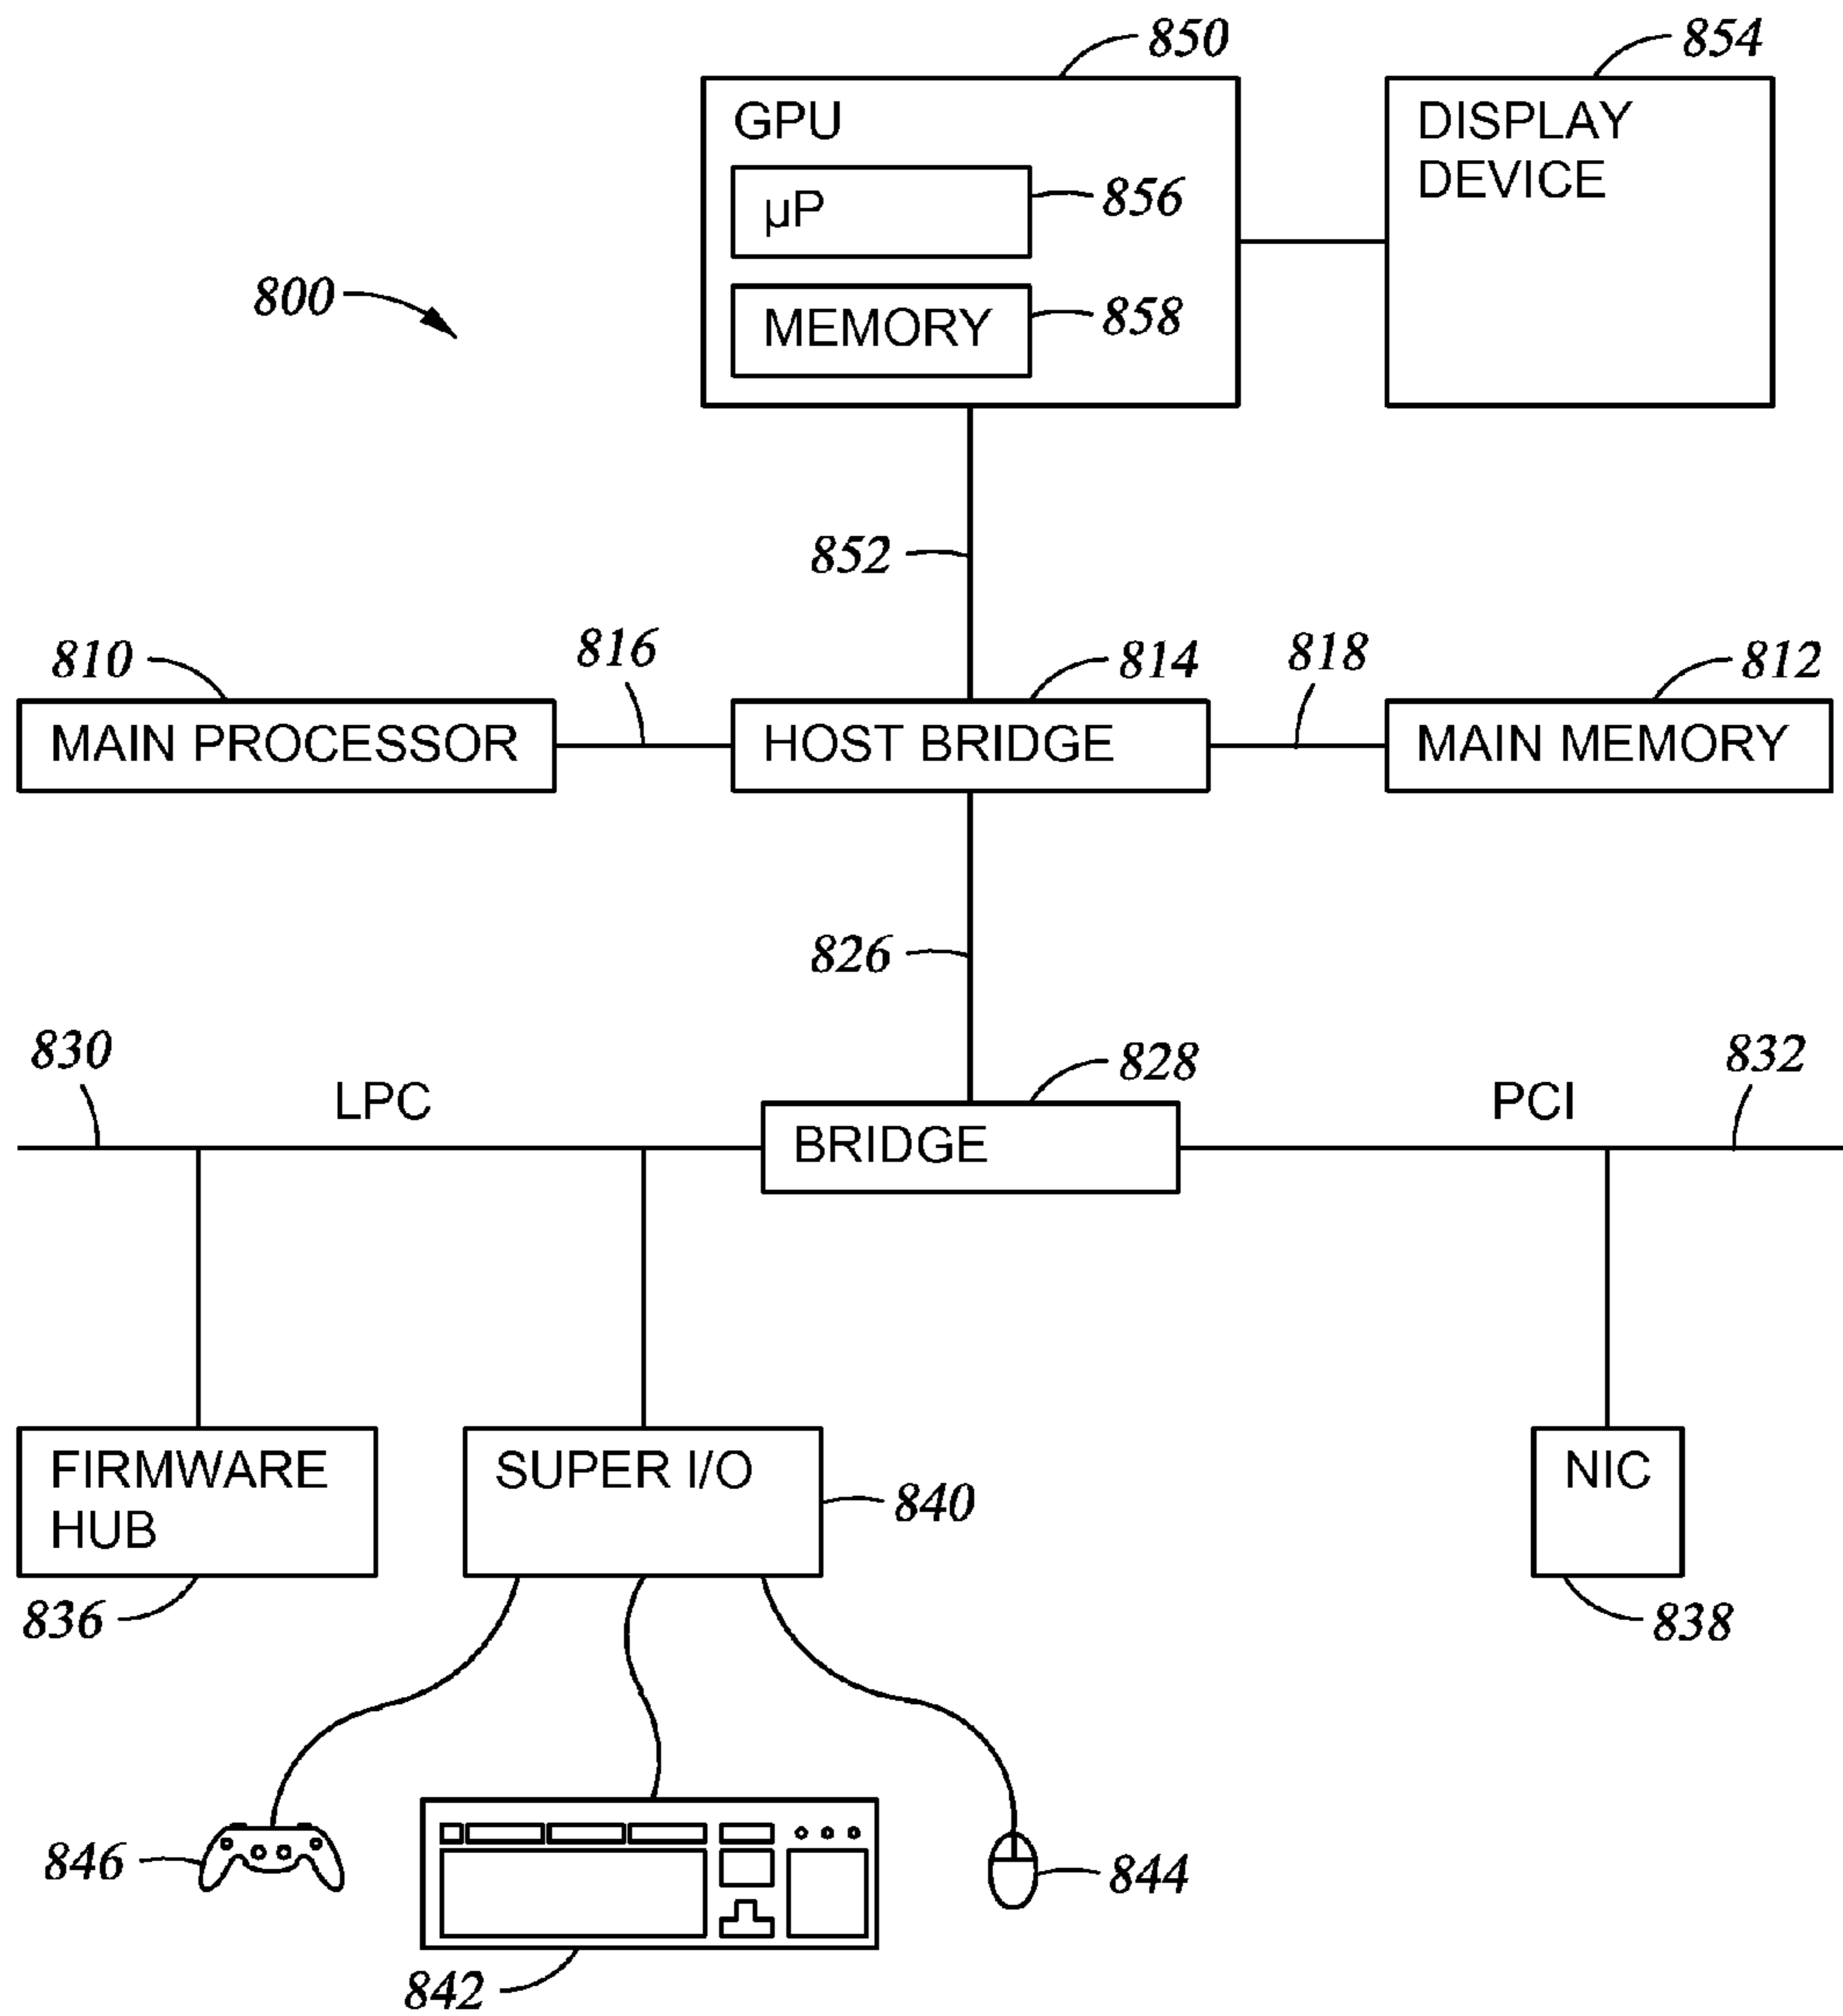 850
854
GPU
DISPLAY
DEVICE
µP
856
800
MEMORY
858
852
810
816
814
818
812
MAIN PROCESSOR
HOST BRIDGE
MAIN MEMORY
826
830
LPC
828
PCI
832
BRIDGE
FIRMWARE
HUB
SUPER I/O
840
NIC
836
838
846
844
842